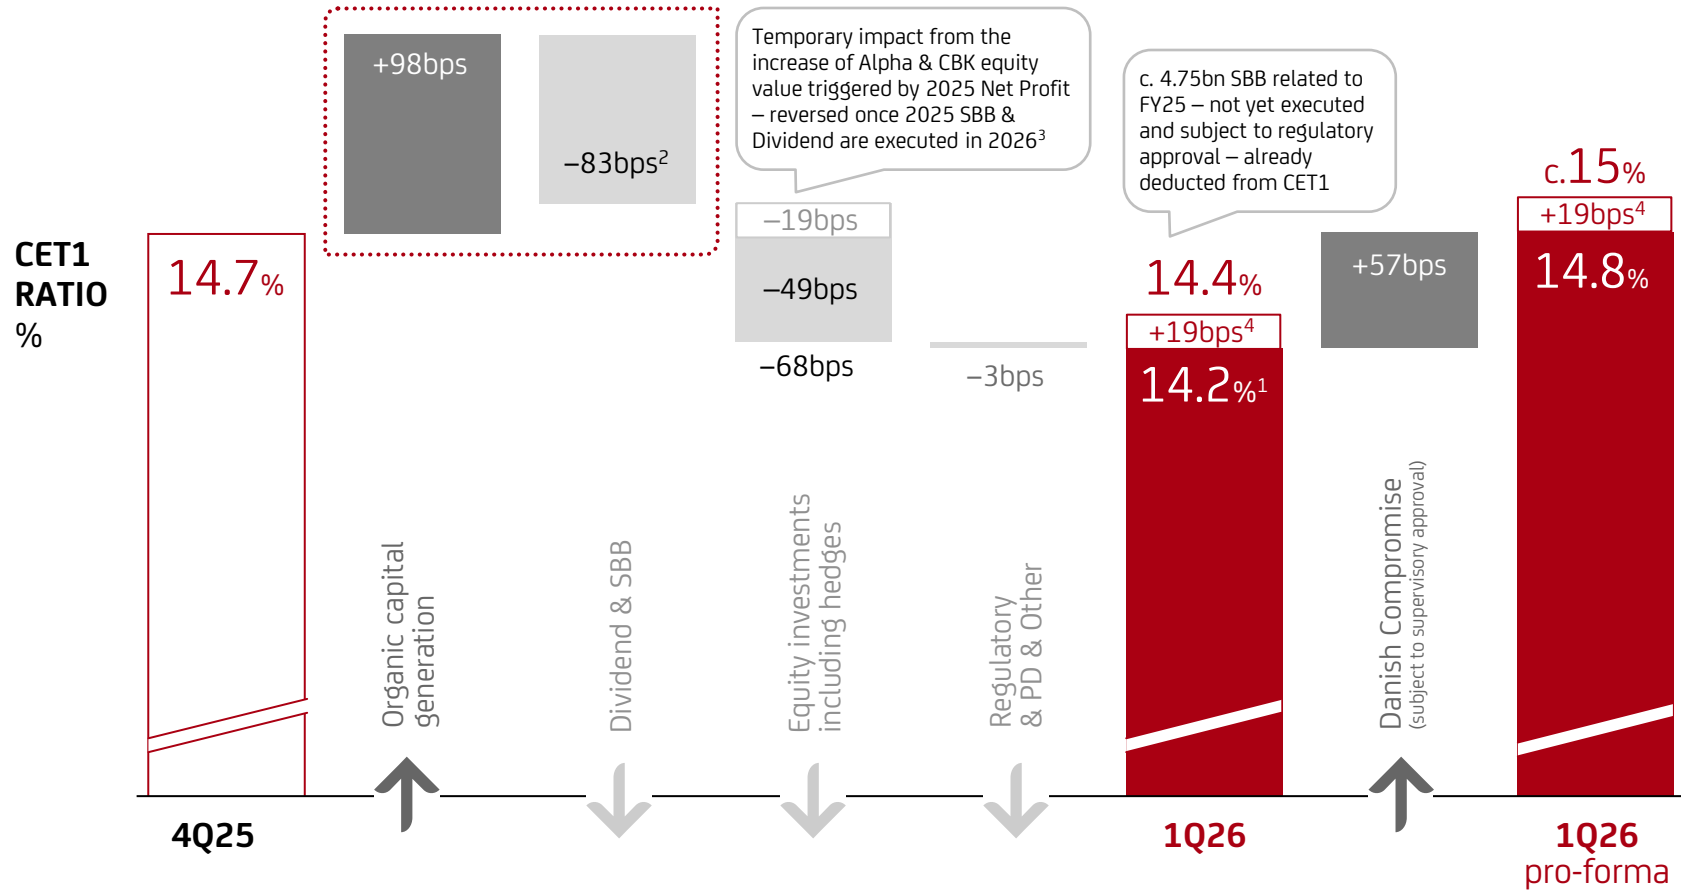 +98bps
–83bps²
Temporary impact from the
increase of Alpha & CBK equity
value triggered by 2025 Net Profit
– reversed once 2025 SBB &
Dividend are executed in 2026³
c. 4.75bn SBB related to
FY25 – not yet executed
and subject to regulatory
approval – already
deducted from CET1
CET1
RATIO
%
14.7%
–19bps
–49bps
–68bps
–3bps
14.4%
+19bps⁴
14.2%¹
+57bps
c.15%
+19bps⁴
14.8%
Organic capital
generation
Dividend & SBB
Equity investments
including hedges
Regulatory
& PD & Other
Danish Compromise
(subject to supervisory approval)
4Q25
1Q26
1Q26
pro-forma